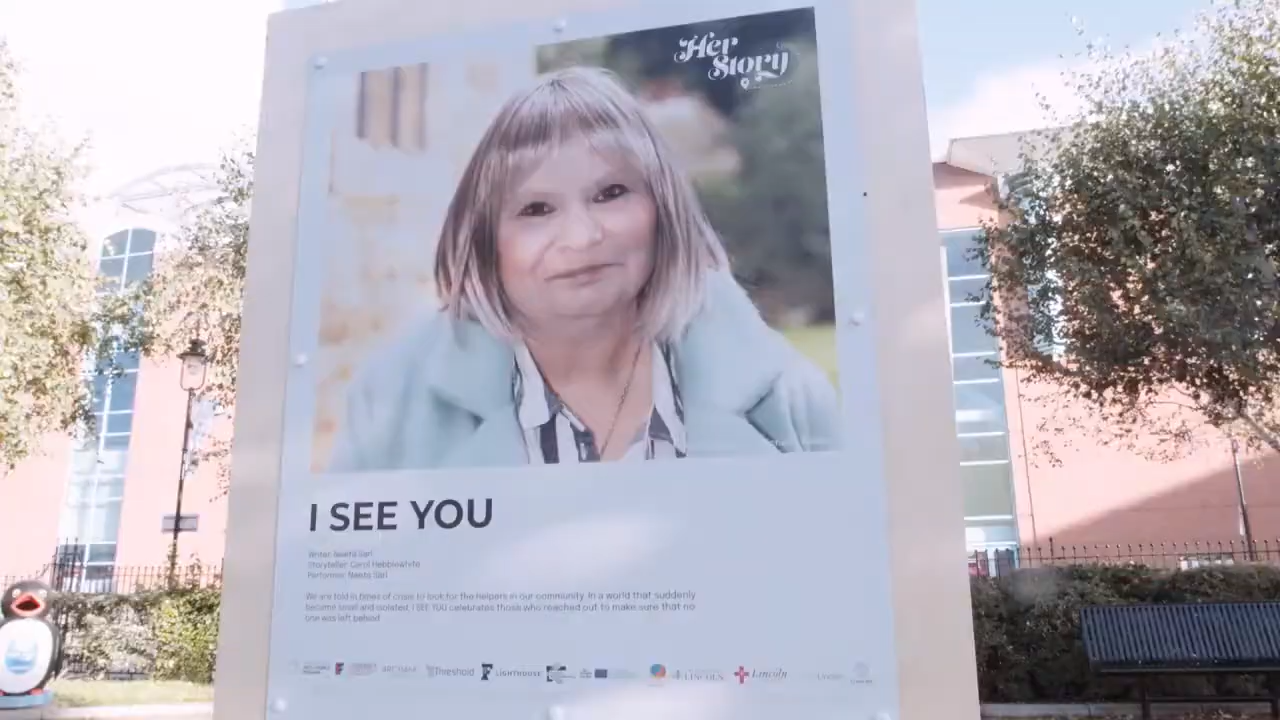 Her
Story
I SEE YOU
Writer: Neeta Sarl
Storyteller: Carol Hebblewhyte
Performer: Neeta Sarl
We are told in times of crisis to look for the helpers in our community. In a world that suddenly
became small and isolated, I SEE YOU celebrates those who reached out to make sure that no
one was left behind
Threshold
LIGHTHOUSE
LINCOLN
Lincoln